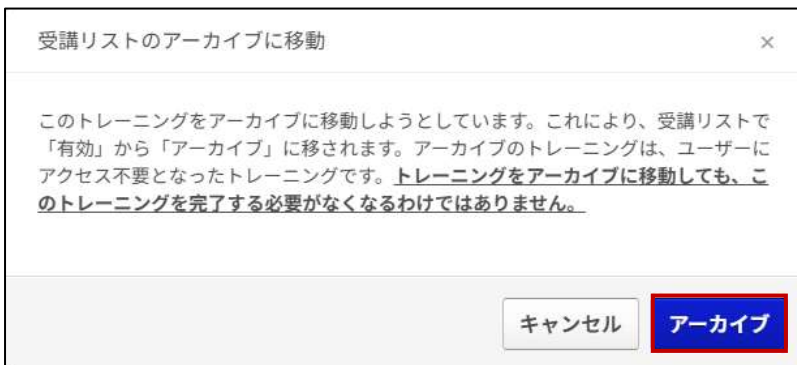 受講リストのアーカイブに移動 ×
このトレーニングをアーカイブに移動しようとしています。これにより、受講リストで
「有効」から「アーカイブ」に移されます。アーカイブのトレーニングは、ユーザーに
アクセス不要となったトレーニングです。トレーニングをアーカイブに移動しても、こ
のトレーニングを完了する必要がなくなるわけではありません。
キャンセル アーカイブ